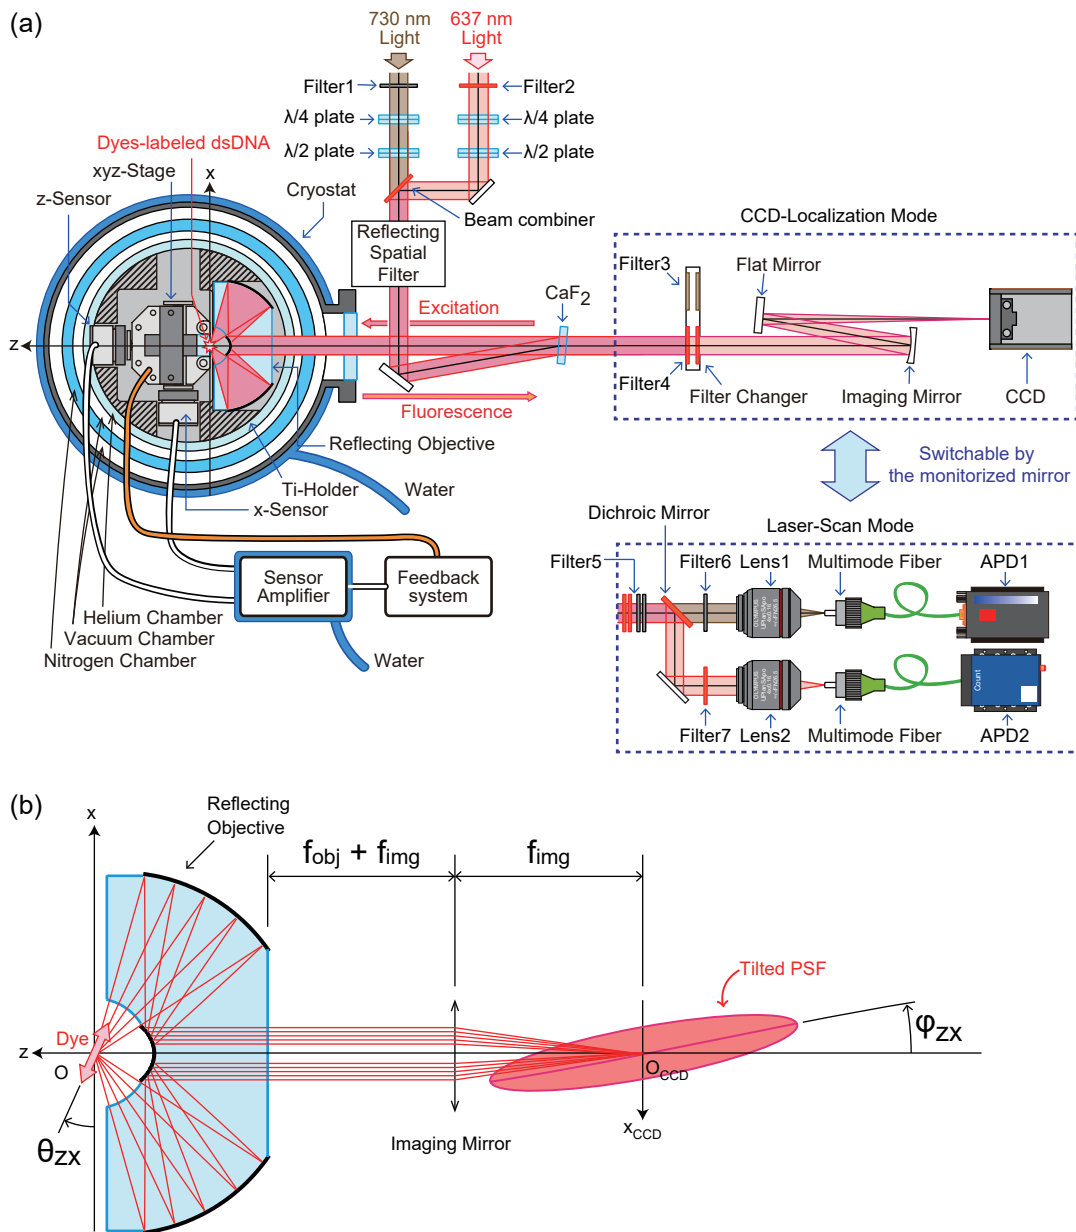 (a)
730 nm
Light
637 nm
Light
Filter1
Filter2
λ/4 plate
λ/4 plate
λ/2 plate
λ/2 plate
Dyes-labeled dsDNA
xyz-Stage
z-Sensor
x
Cryostat
Beam combiner
Reflecting
Spatial
Filter
CCD-Localization Mode
Filter3
Flat Mirror
CaF2
Excitation
z
Filter4
Filter Changer
Imaging Mirror
CCD
Fluorescence
Reflecting Objective
Ti-Holder
Water
x-Sensor
Switchable by
the monitorized mirror
Dichroic Mirror
Laser-Scan Mode
Filter5
Filter6
Lens1
Multimode Fiber
APD1
Sensor
Amplifier
Feedback
system
Helium Chamber
Vacuum Chamber
Nitrogen Chamber
Water
OLYMPUS
UPlanSApo
OLYMPUS
UPlanSApo
Count
Filter7
Lens2
Multimode Fiber
APD2
(b)
x
Reflecting
Objective
fobj + fimg
fimg
Tilted PSF
φzx
Dye
z
O
OCCD
xCCD
Imaging Mirror
θzx